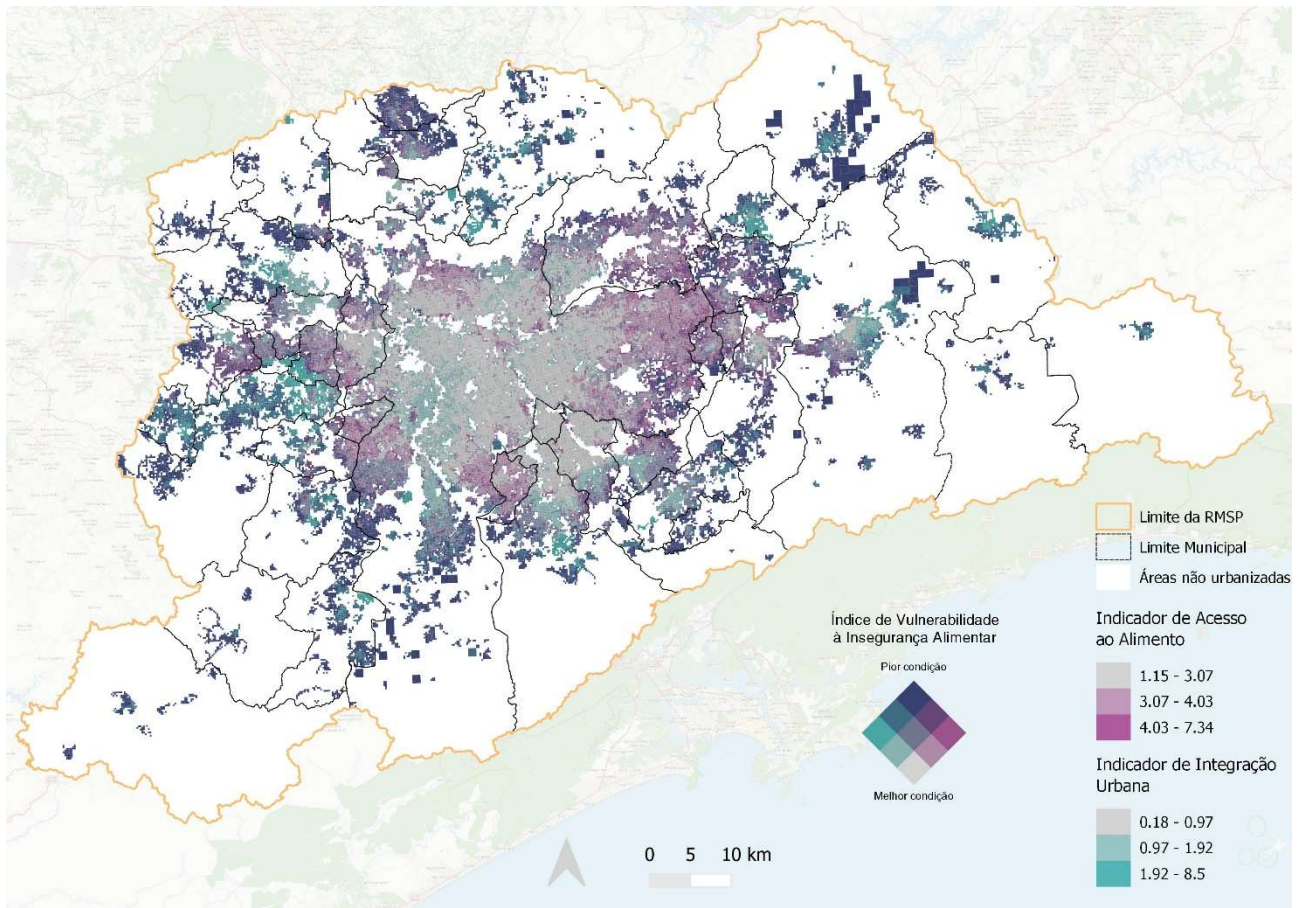 Limite da RMSP
Limite Municipal
Áreas não urbanizadas
Índice de Vulnerabilidade
à Insegurança Alimentar
Pior condição
Melhor condição
Indicador de Acesso
ao Alimento
1.15 - 3.07
3.07 - 4.03
4.03 - 7.34
Indicador de Integração
Urbana
0.18 - 0.97
0.97 - 1.92
1.92 - 8.5
0 5 10 km